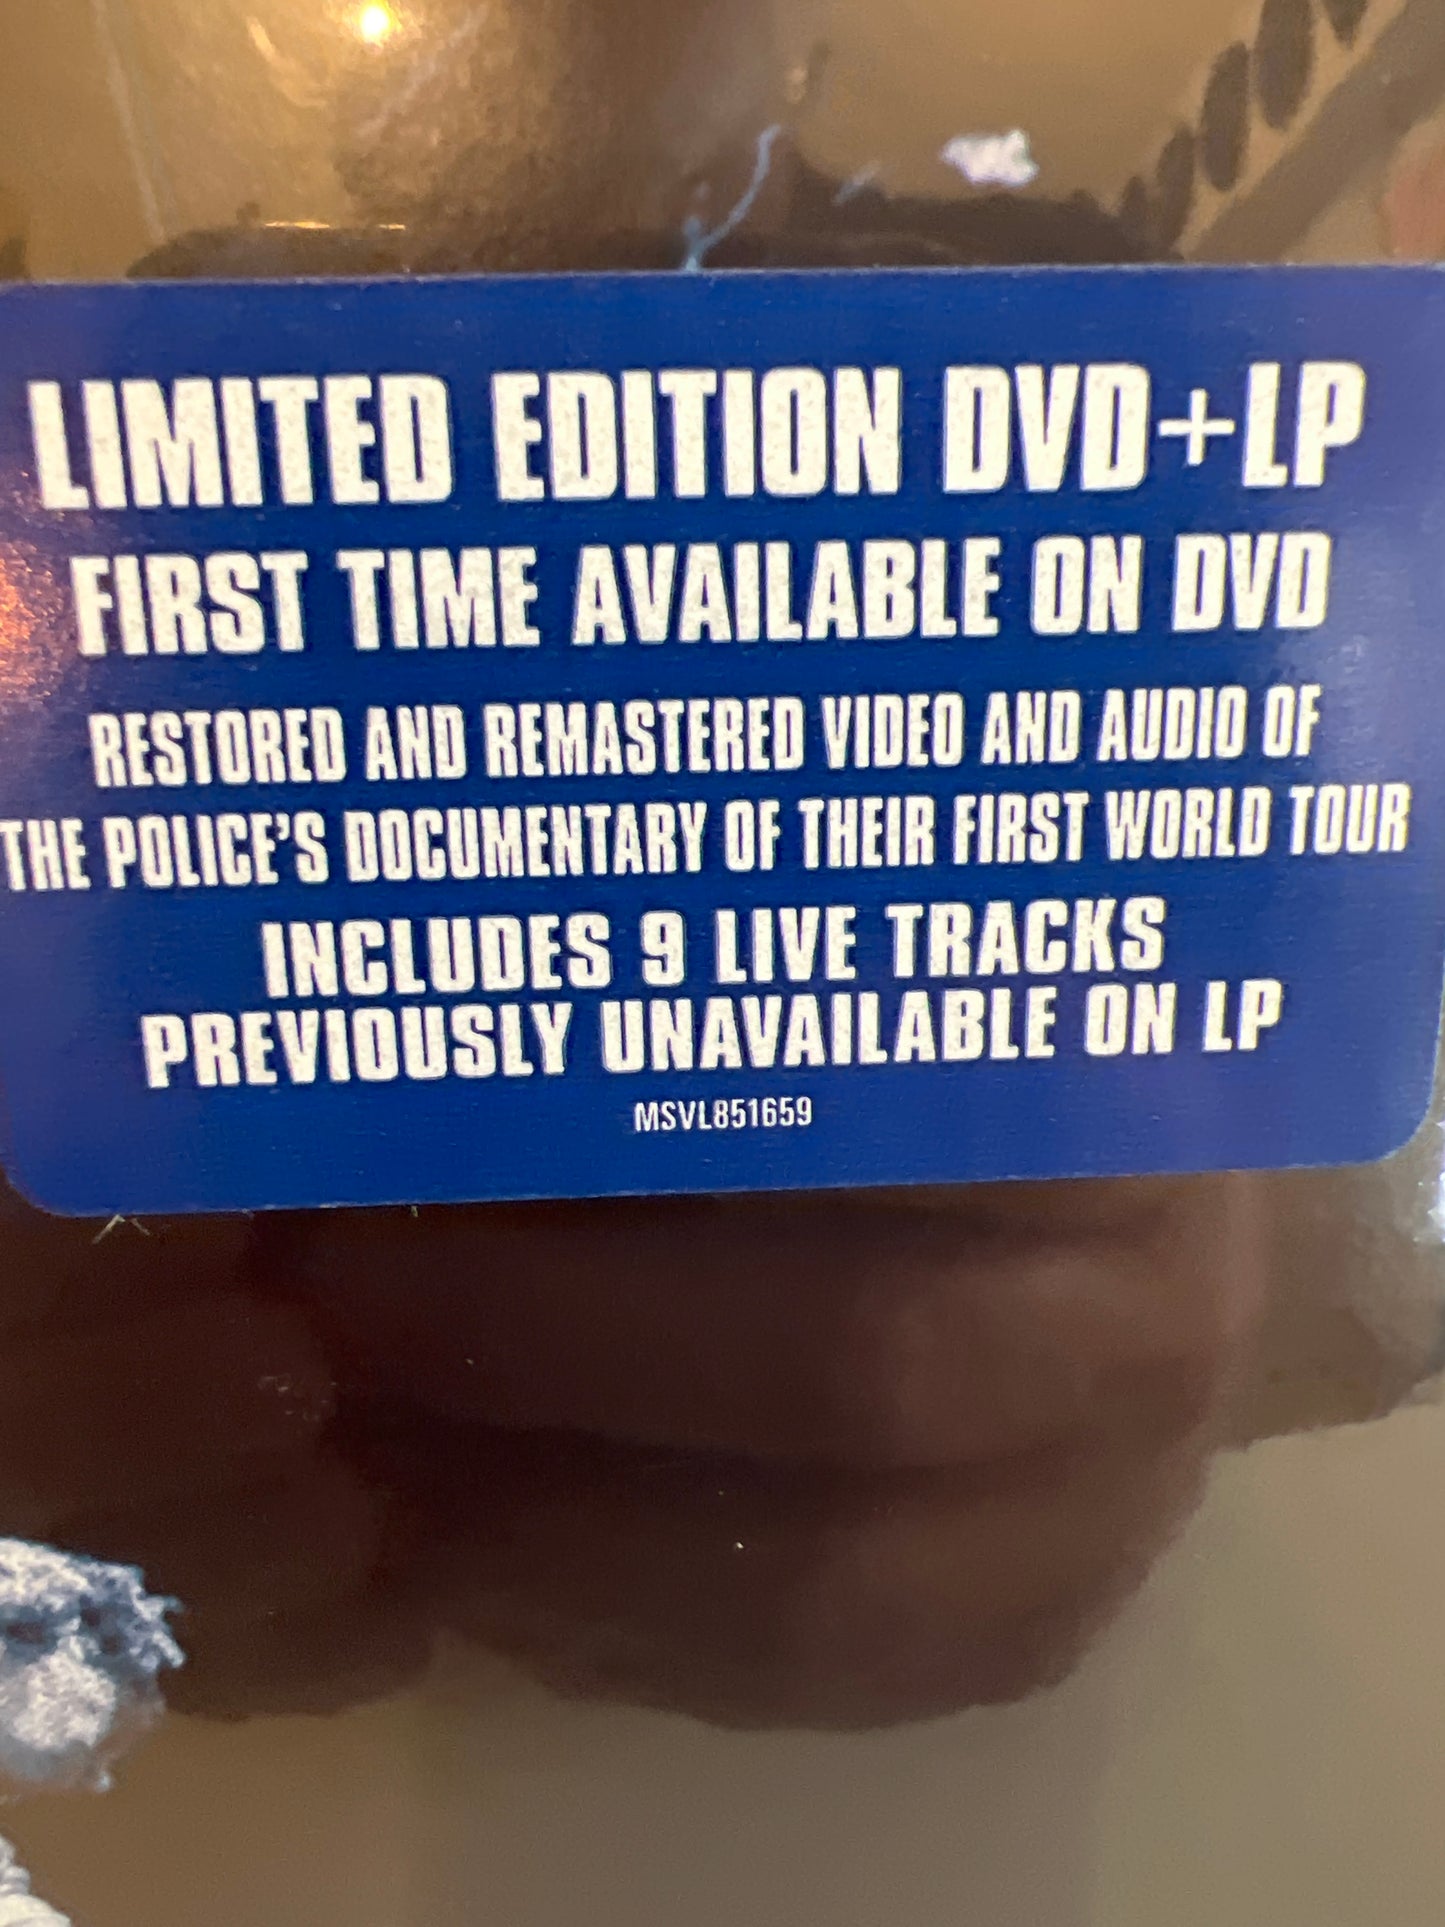 LIMITED EDITION DVD+LP
FIRST TIME AVAILABLE ON DVD
RESTORED AND REMASTERED VIDEO AND AUDIO OF
THE POLICE'S DOCUMENTARY OF THEIR FIRST WORLD TOUR
INCLUDES 9 LIVE TRACKS
PREVIOUSLY UNAVAILABLE ON LP
MSVL851659